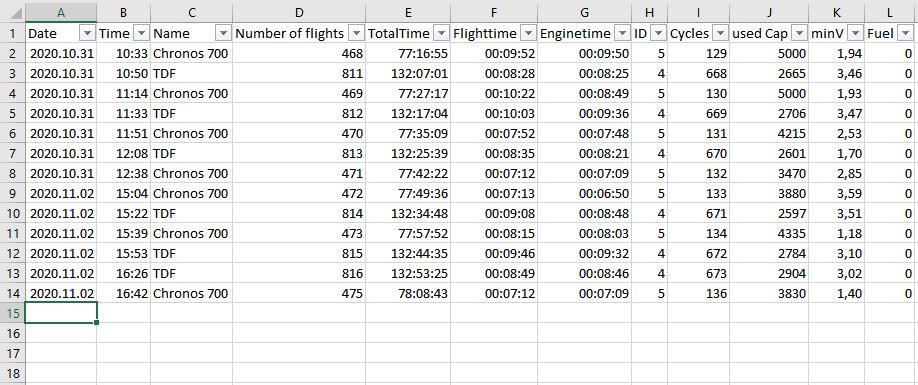 A B C D E F G H I J K L
1 Date Time Name Number of flights TotalTime Flighttime Enginetime ID Cycles used Cap minV Fuel
2 2020.10.31 10:33 Chronos 700 468 77:16:55 00:09:52 00:09:50 5 129 5000 1,94 0
3 2020.10.31 10:50 TDF 811 132:07:01 00:08:28 00:08:25 4 668 2665 3,46 0
4 2020.10.31 11:14 Chronos 700 469 77:27:17 00:10:22 00:08:49 5 130 5000 1,93 0
5 2020.10.31 11:33 TDF 812 132:17:04 00:10:03 00:09:36 4 669 2706 3,47 0
6 2020.10.31 11:51 Chronos 700 470 77:35:09 00:07:52 00:07:48 5 131 4215 2,53 0
7 2020.10.31 12:08 TDF 813 132:25:39 00:08:35 00:08:21 4 670 2601 1,70 0
8 2020.10.31 12:38 Chronos 700 471 77:42:22 00:07:12 00:07:09 5 132 3470 2,85 0
9 2020.11.02 15:04 Chronos 700 472 77:49:36 00:07:13 00:06:50 5 133 3880 3,59 0
10 2020.11.02 15:22 TDF 814 132:34:48 00:09:08 00:08:48 4 671 2597 3,51 0
11 2020.11.02 15:39 Chronos 700 473 77:57:52 00:08:15 00:08:03 5 134 4335 1,18 0
12 2020.11.02 15:53 TDF 815 132:44:35 00:09:46 00:09:32 4 672 2784 3,10 0
13 2020.11.02 16:26 TDF 816 132:53:25 00:08:49 00:08:46 4 673 2904 3,02 0
14 2020.11.02 16:42 Chronos 700 475 78:08:43 00:07:12 00:07:09 5 136 3830 1,40 0
15
16
17
18